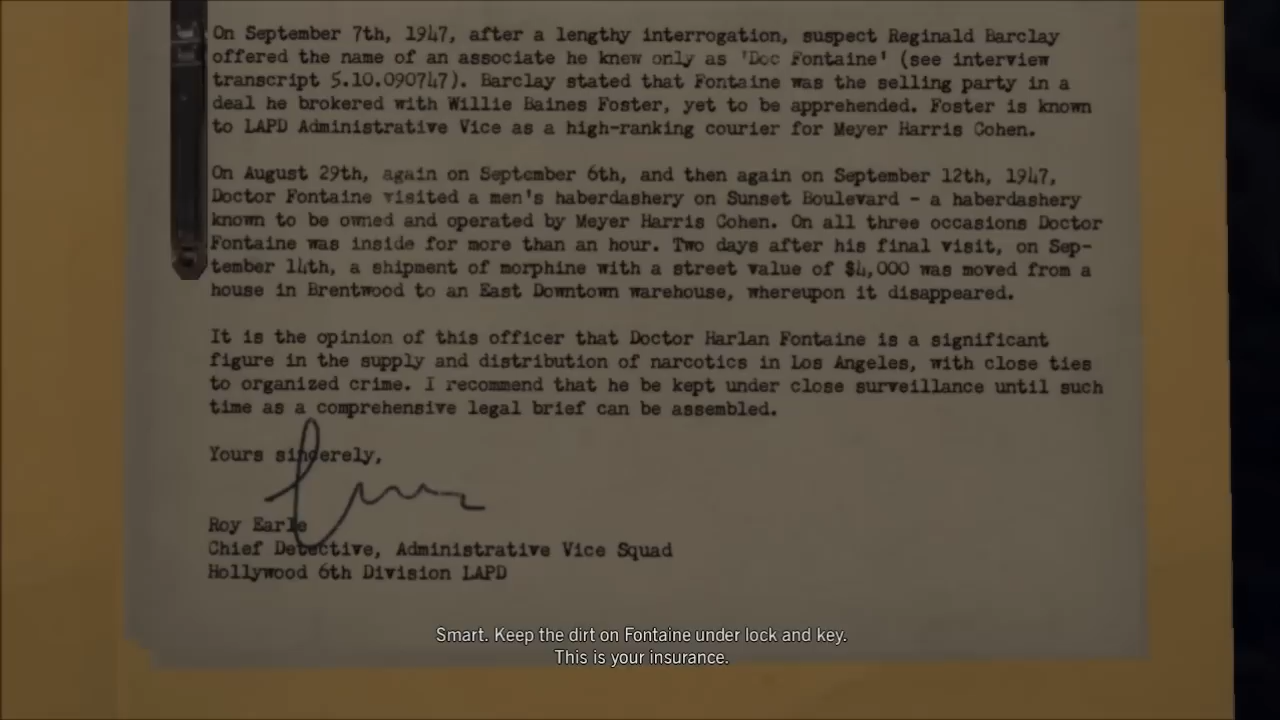 On September 7th, 1947, after a lengthy interrogation, suspect Reginald Barclay
offered the name of an associate he knew only as 'Doc Fontaine' (see interview
transcript 5.10.090747). Barclay stated that Fontaine was the selling party in a
deal he brokered with Willie Baines Foster, yet to be apprehended. Foster is known
to LAPD Administrative Vice as a high-ranking courier for Meyer Harris Cohen.
On August 29th, again on September 6th, and then again on September 12th, 1947,
Doctor Fontaine visited a men's haberdashery on Sunset Boulevard - a haberdashery
known to be owned and operated by Meyer Harris Cohen. On all three occasions Doctor
Fontaine was inside for more than an hour. Two days after his final visit, on Sep-
tember 14th, a shipment of morphine with a street value of $4,000 was moved from a
house in Brentwood to an East Downtown warehouse, whereupon it disappeared.
It is the opinion of this officer that Doctor Harlan Fontaine is a significant
figure in the supply and distribution of narcotics in Los Angeles, with close ties
to organized crime. I recommend that he be kept under close surveillance until such
time as a comprehensive legal brief can be assembled.
Yours sincerely,
Roy Earle
Chief Detective, Administrative Vice Squad
Hollywood 6th Division LAPD
Smart. Keep the dirt on Fontaine under lock and key.
This is your insurance.